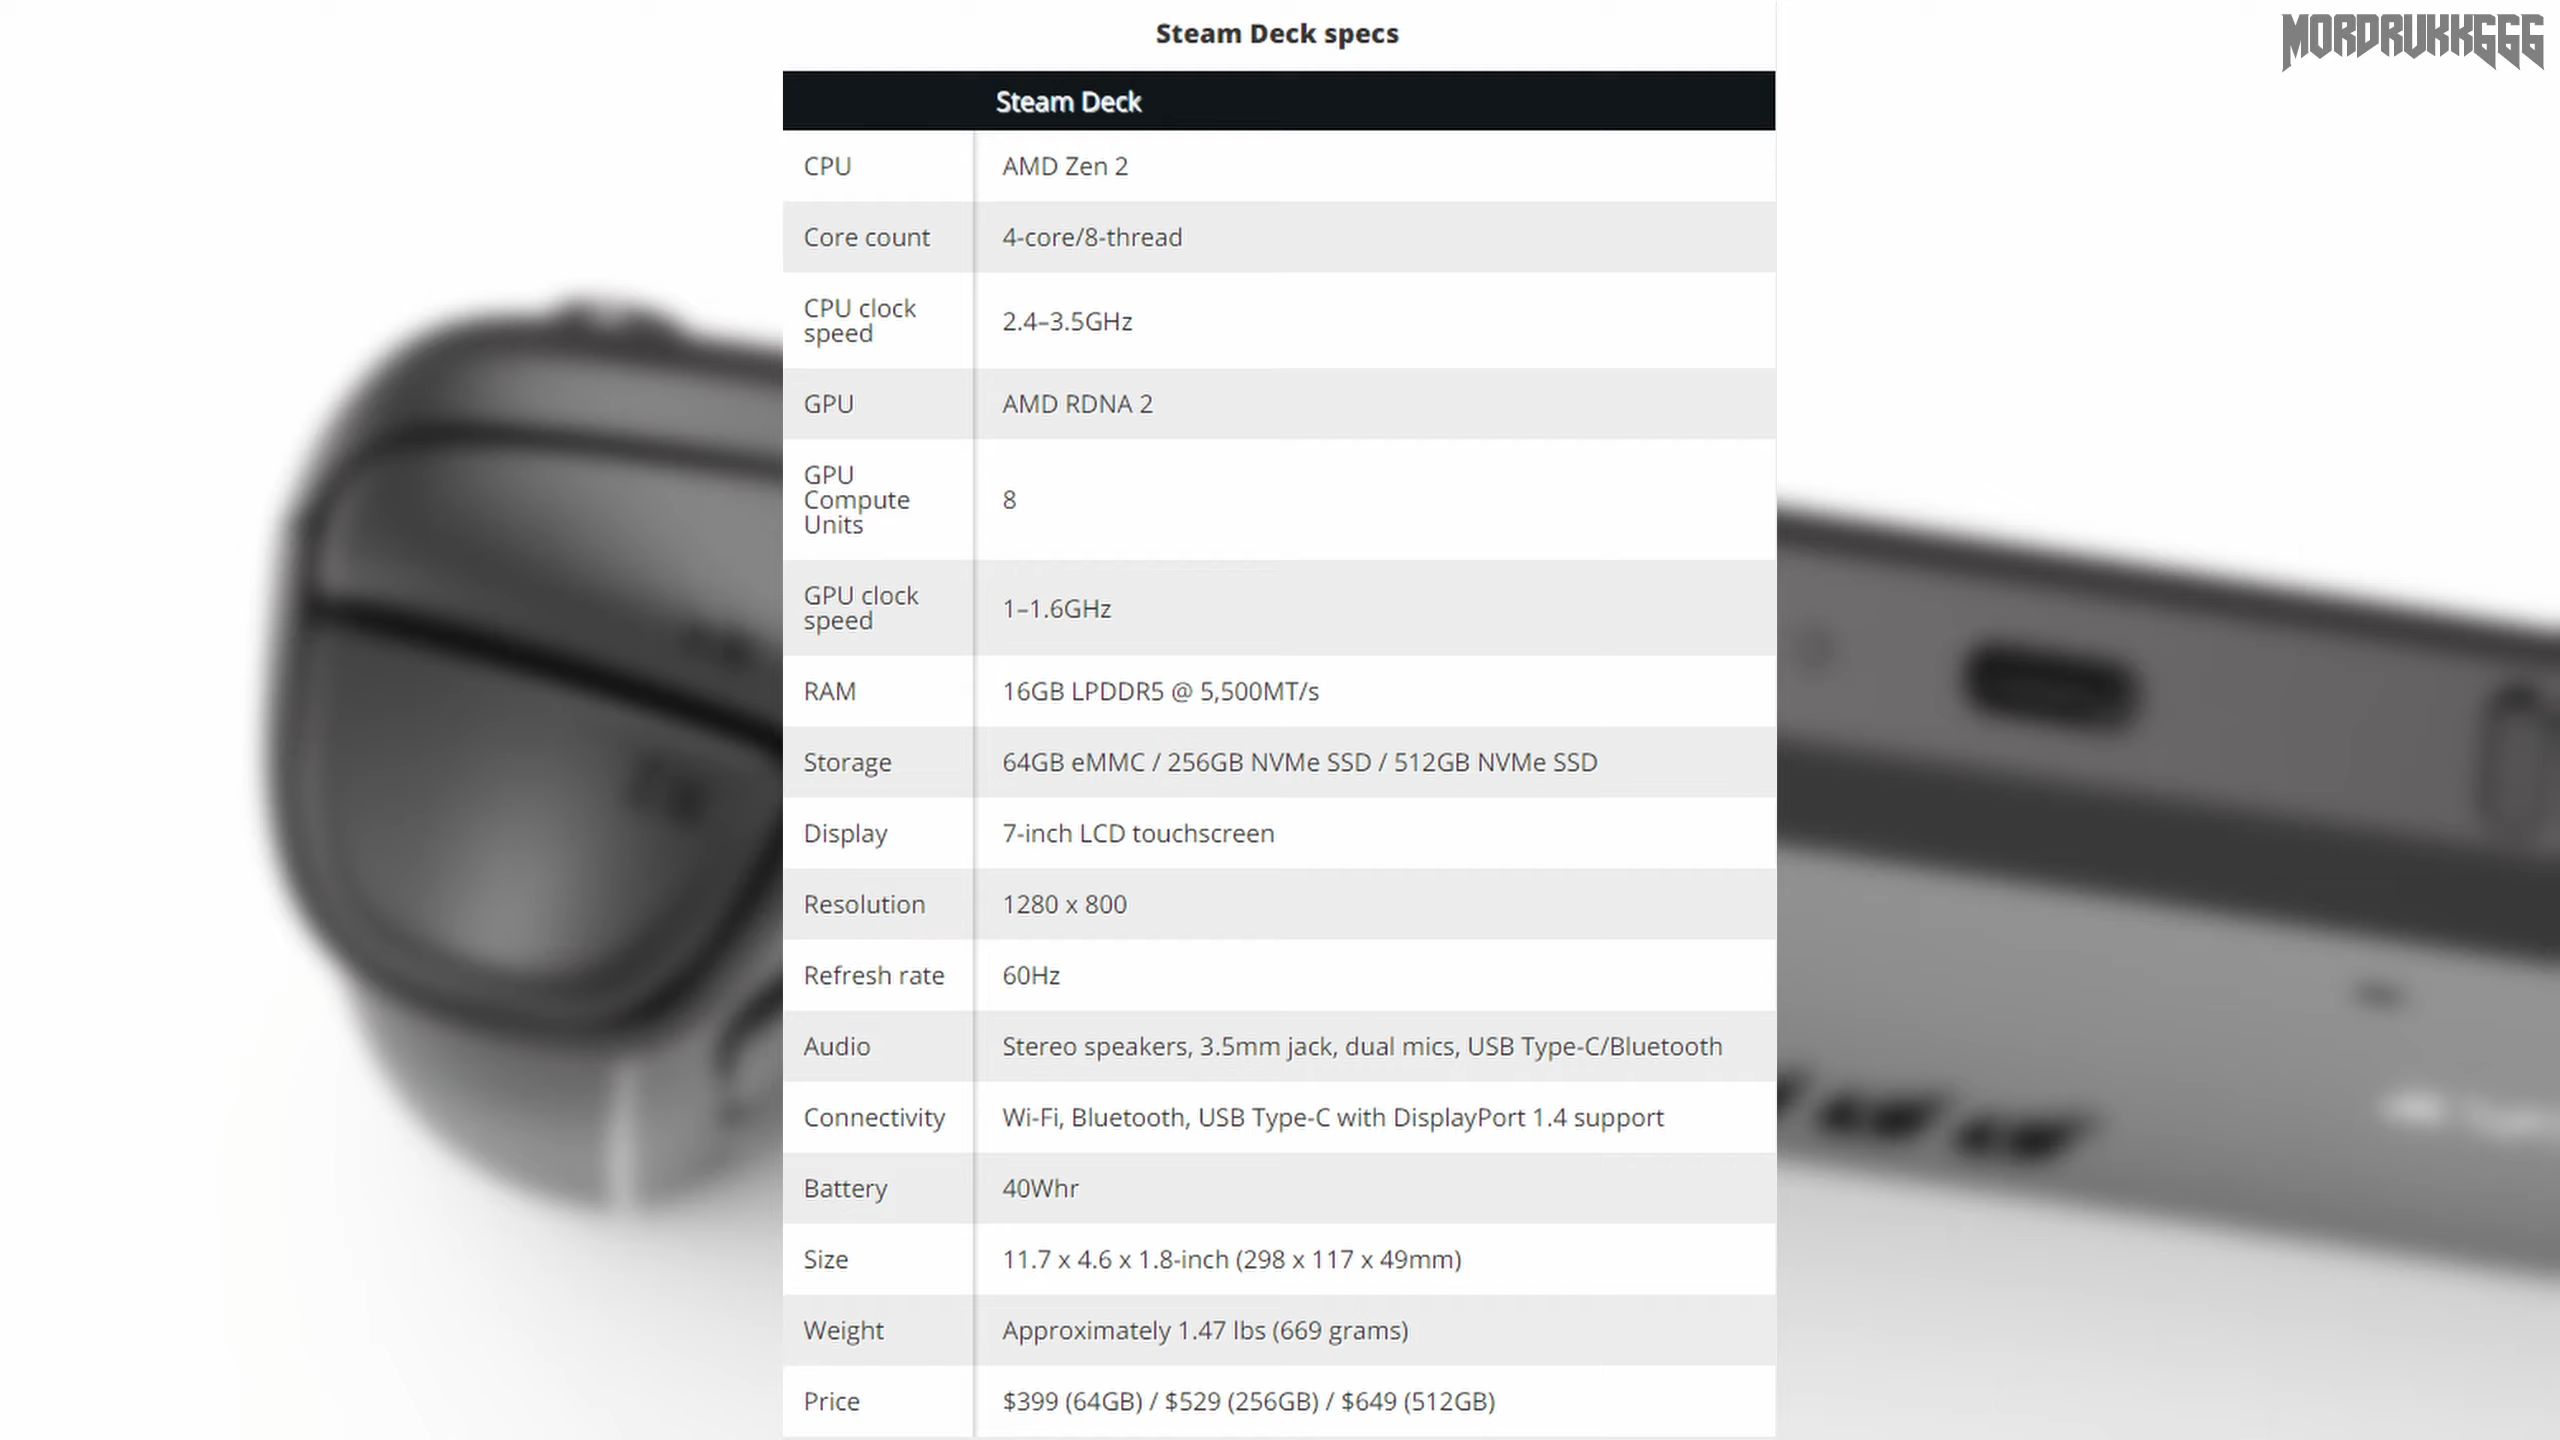 MORDRUKK666
Steam Deck specs
Steam Deck
CPU
AMD Zen 2
Core count
4-core/8-thread
CPU clock
speed
2.4–3.5GHz
GPU
AMD RDNA 2
GPU
Compute
Units
8
GPU clock
speed
1–1.6GHz
RAM
16GB LPDDR5 @ 5,500MT/s
Storage
64GB eMMC / 256GB NVMe SSD / 512GB NVMe SSD
Display
7-inch LCD touchscreen
Resolution
1280 x 800
Refresh rate
60Hz
Audio
Stereo speakers, 3.5mm jack, dual mics, USB Type-C/Bluetooth
Connectivity
Wi-Fi, Bluetooth, USB Type-C with DisplayPort 1.4 support
Battery
40Whr
Size
11.7 x 4.6 x 1.8-inch (298 x 117 x 49mm)
Weight
Approximately 1.47 lbs (669 grams)
Price
$399 (64GB) / $529 (256GB) / $649 (512GB)